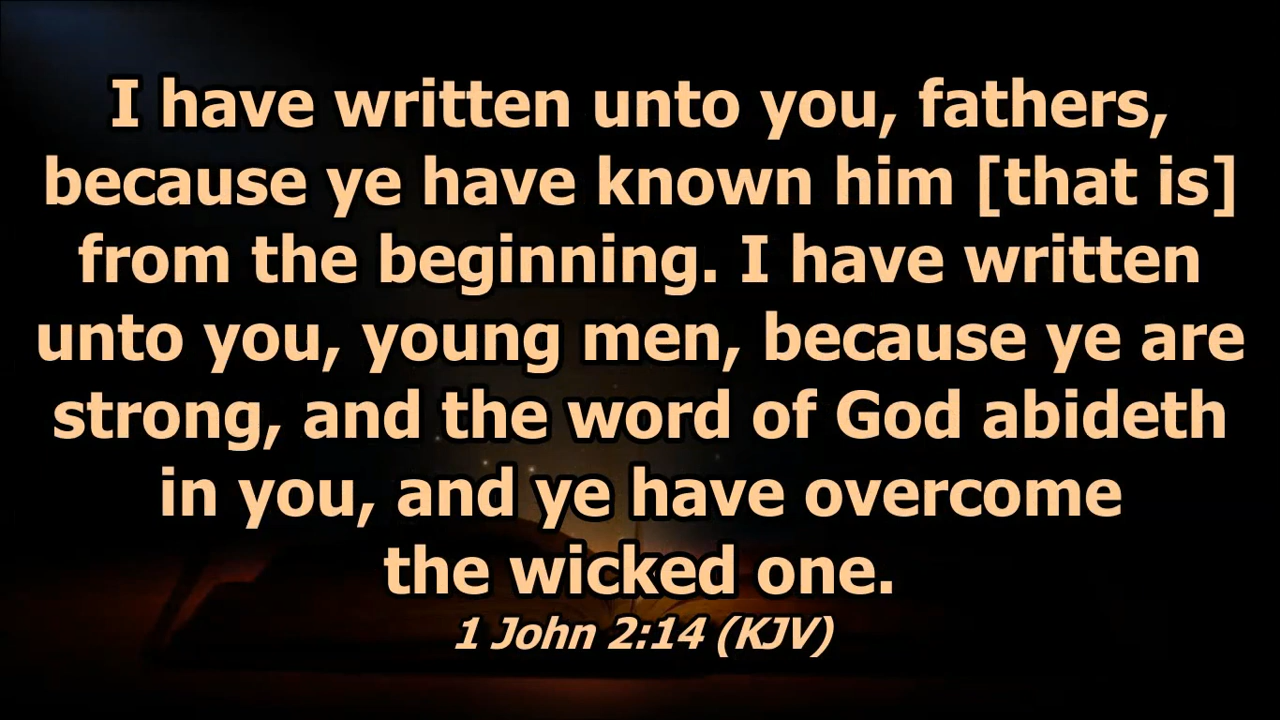 I have written unto you, fathers,
because ye have known him [that is]
from the beginning. I have written
unto you, young men, because ye are
strong, and the word of God abideth
in you, and ye have overcome
the wicked one.
1 John 2:14 (KJV)